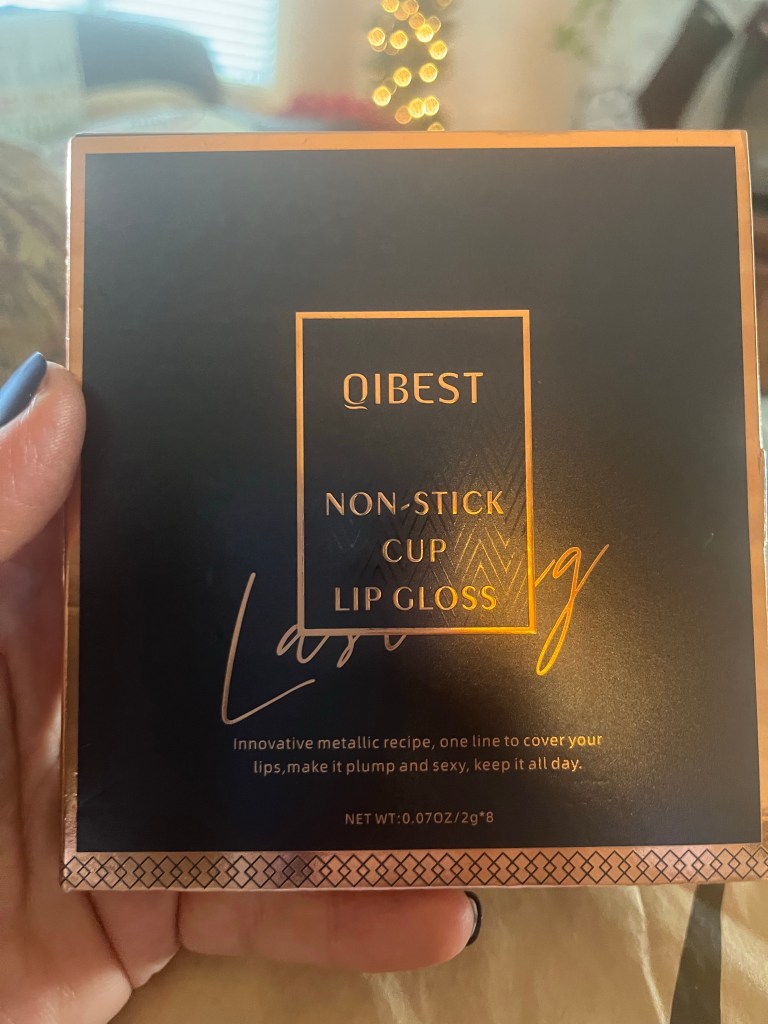 QIBEST
NON-STICK
CUP
LIP GLOSS
Innovative metallic recipe, one line to cover your
lips,make it plump and sexy, keep it all day.
NET WT:0.07OZ/2g*8